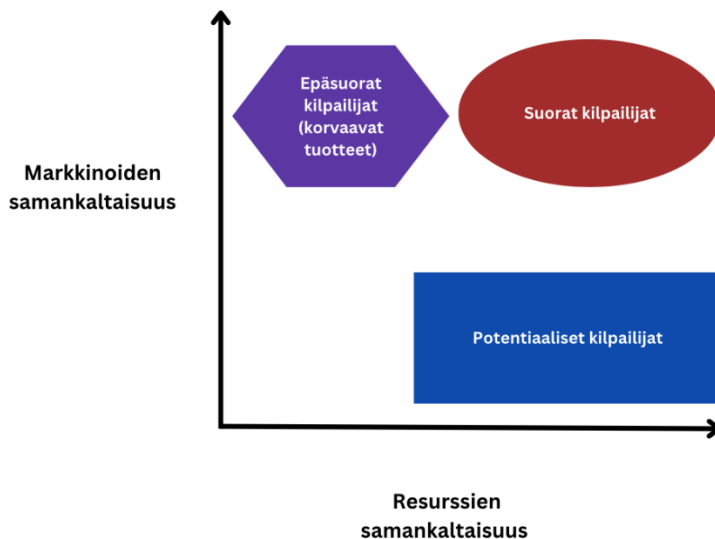 Epäsuorat
kilpailijat
(korvaavat
tuotteet)
Suorat kilpailijat
Markkinoiden
samankaltaisuus
Potentiaaliset kilpailijat
Resurssien
samankaltaisuus